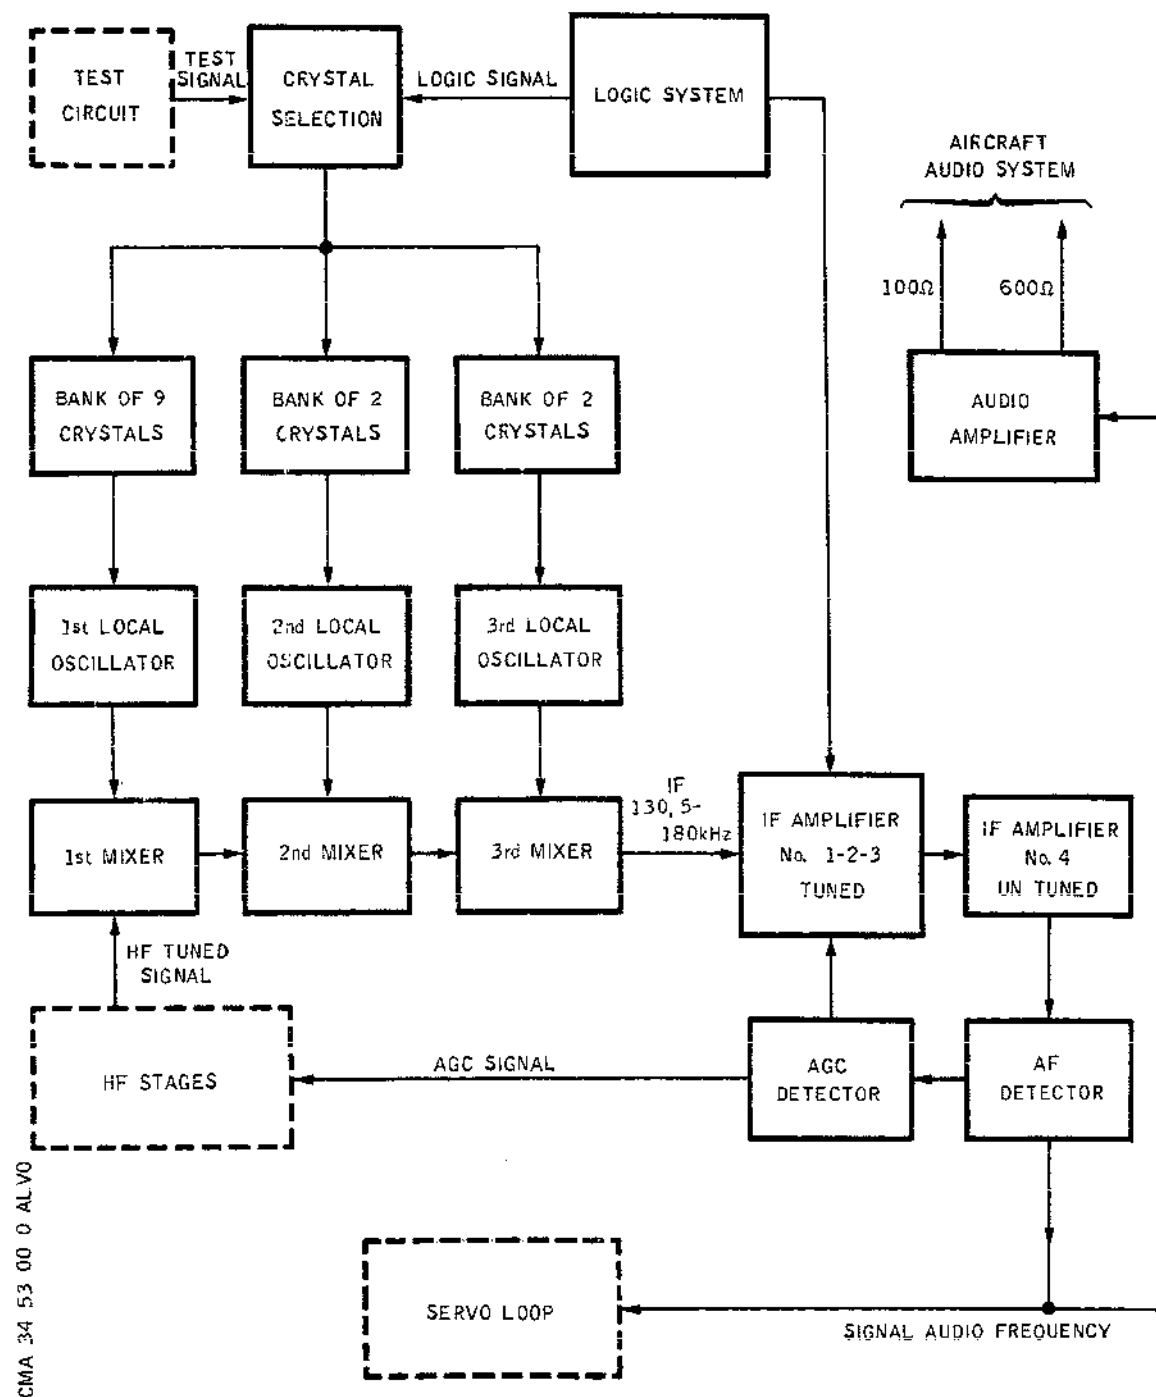 TEST
CIRCUIT
TEST
SIGNAL
CRYSTAL
SELECTION
LOGIC SIGNAL
LOGIC SYSTEM
AIRCRAFT
AUDIO SYSTEM
100Ω
600Ω
AUDIO
AMPLIFIER
BANK OF 9
CRYSTALS
BANK OF 2
CRYSTALS
BANK OF 2
CRYSTALS
1st LOCAL
OSCILLATOR
2nd LOCAL
OSCILLATOR
3rd LOCAL
OSCILLATOR
1st MIXER
2nd MIXER
3rd MIXER
IF
130,5-
180kHz
IF AMPLIFIER
No. 1-2-3
TUNED
IF AMPLIFIER
No. 4
UN TUNED
HF TUNED
SIGNAL
HF STAGES
AGC SIGNAL
AGC
DETECTOR
AF
DETECTOR
SERVO LOOP
SIGNAL AUDIO FREQUENCY
CMA 34 53 00 0 ALV0